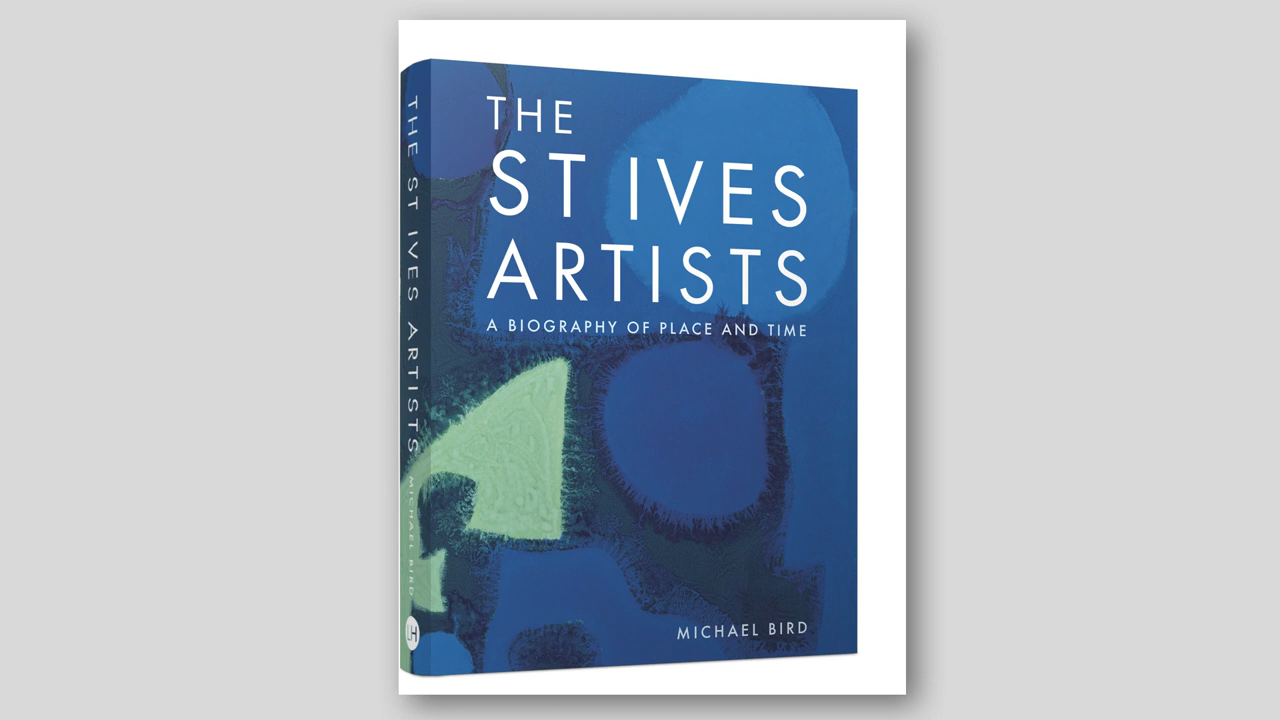 THE
ST IVES
ARTISTS
A BIOGRAPHY OF PLACE AND TIME
MICHAEL BIRD
THE ST IVES ARTISTS MICHAEL BIRD LH